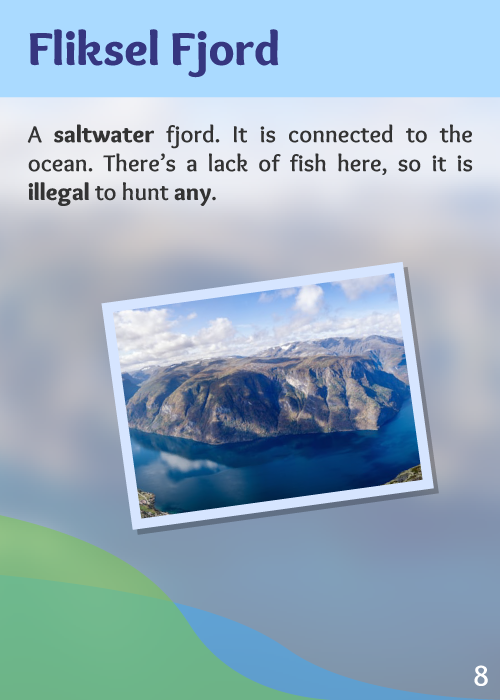 Fliksel Fjord
A saltwater fjord. It is connected to the
ocean. There’s a lack of fish here, so it is
illegal to hunt any.
8